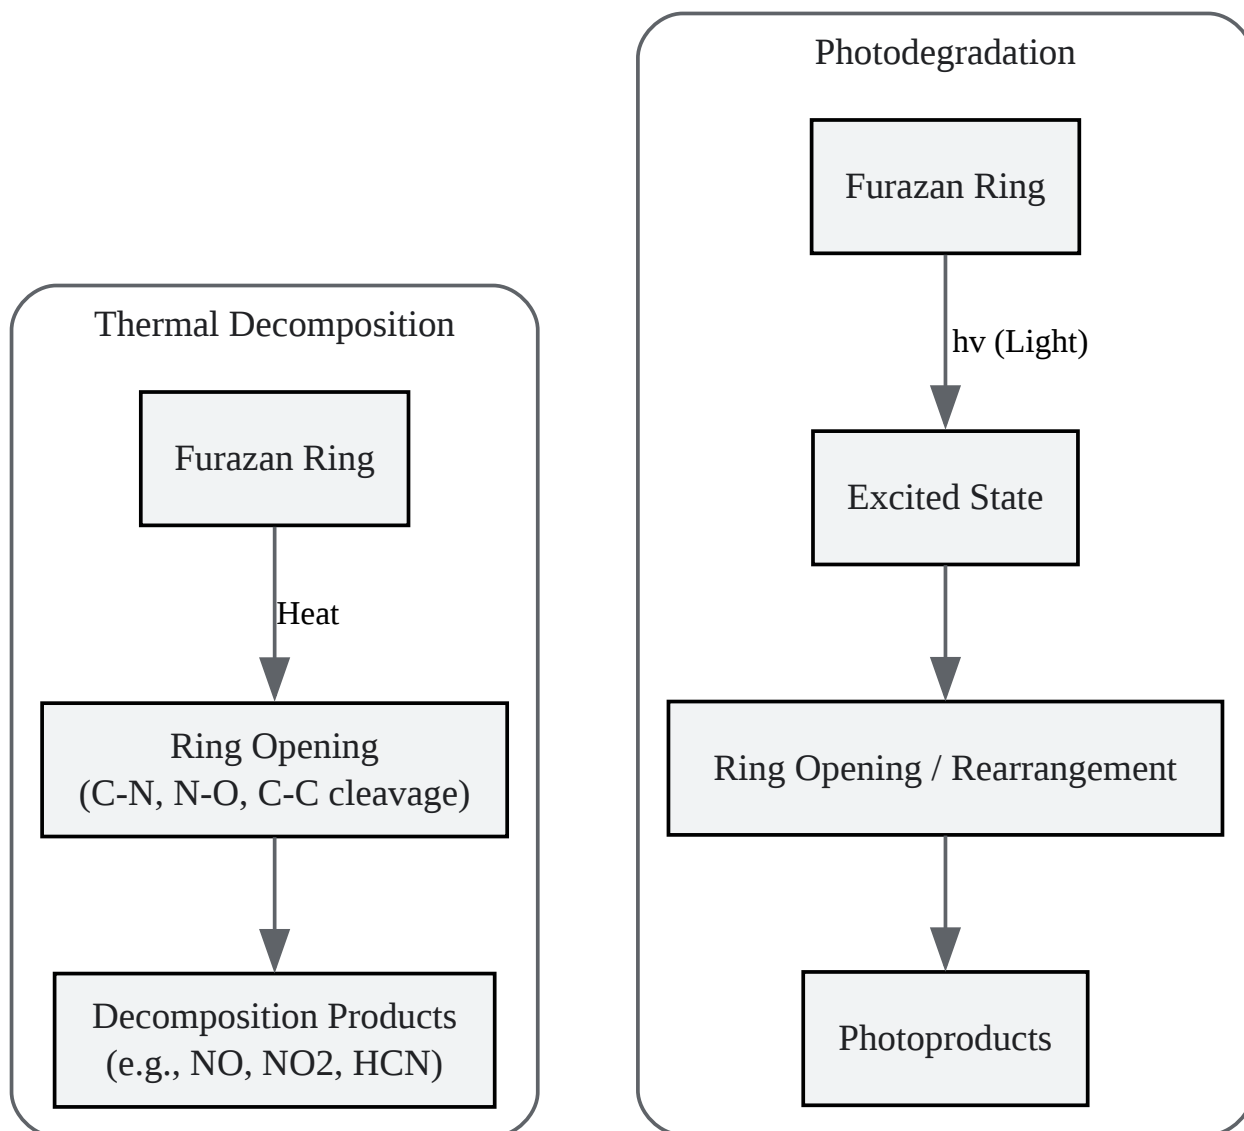 Thermal Decomposition
Furazan Ring
Heat
Ring Opening
(C-N, N-O, C-C cleavage)
Decomposition Products
(e.g., NO, NO2, HCN)
Photodegradation
Furazan Ring
hv (Light)
Excited State
Ring Opening / Rearrangement
Photoproducts